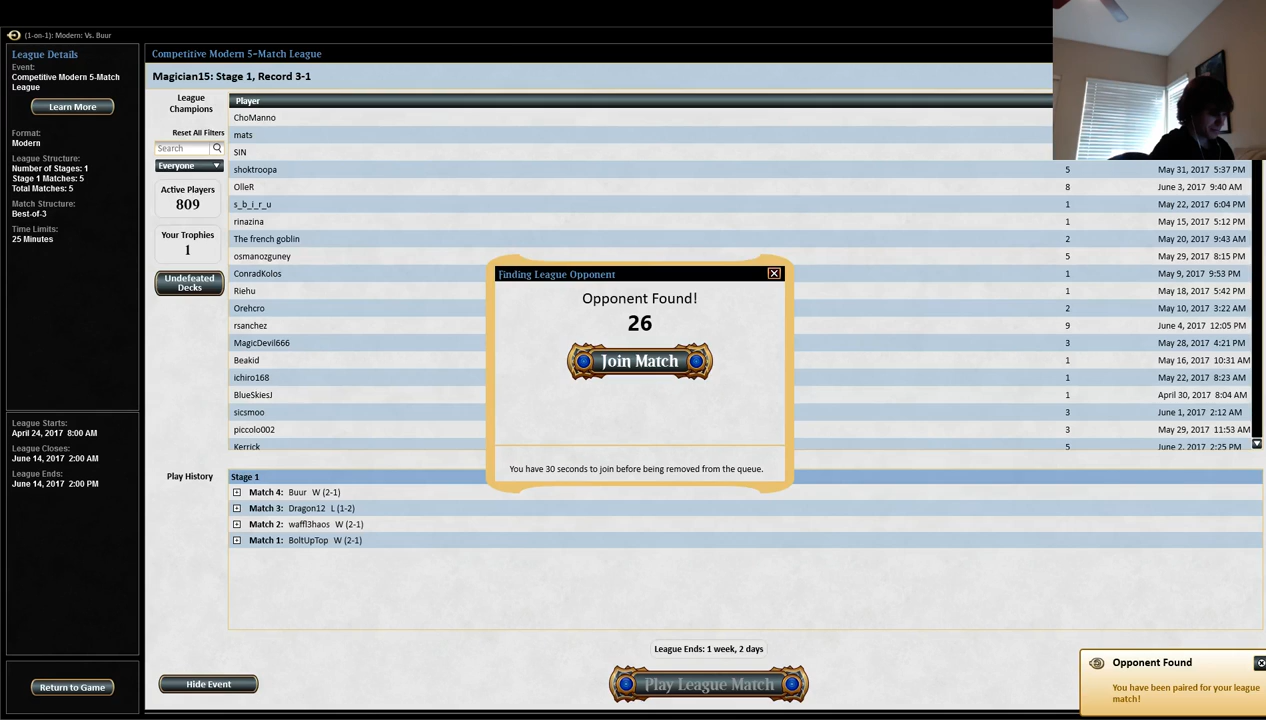 (1-on-1): Modern: Vs. Buur
League Details
Event:
Competitive Modern 5-Match
League
Learn More
Format:
Modern
League Structure:
Number of Stages: 1
Stage 1 Matches: 5
Total Matches: 5
Match Structure:
Best-of-3
Time Limits:
25 Minutes
League Starts:
April 24, 2017 8:00 AM
League Closes:
June 14, 2017 2:00 AM
League Ends:
June 14, 2017 2:00 PM
Return to Game
Competitive Modern 5-Match League
Magician15: Stage 1, Record 3-1
League
Champions
Reset All Filters
Search
Everyone
Active Players
809
Your Trophies
1
Undefeated
Decks
Player
ChoManno
mats
SIN
shoktroopa 5 May 31, 2017 5:37 PM
OlleR 8 June 3, 2017 9:40 AM
s_b_i_r_u 1 May 22, 2017 6:04 PM
rinazina 1 May 15, 2017 5:12 PM
The french goblin 2 May 20, 2017 9:43 AM
osmanozguney 5 May 29, 2017 8:15 PM
ConradKolos 1 May 9, 2017 9:53 PM
Riehu 1 May 18, 2017 5:42 PM
Orehcro 2 May 10, 2017 3:22 AM
rsanchez 9 June 4, 2017 12:05 PM
MagicDevil666 3 May 28, 2017 4:21 PM
Beakid 1 May 16, 2017 10:31 AM
ichiro168 1 May 22, 2017 8:23 AM
BlueSkiesJ 1 April 30, 2017 8:04 AM
sicsmoo 3 June 1, 2017 2:12 AM
piccolo002 3 May 29, 2017 11:53 AM
Kerrick 5 June 2, 2017 2:25 PM
Finding League Opponent
Opponent Found!
26
Join Match
You have 30 seconds to join before being removed from the queue.
Play History
Stage 1
Match 4: Buur W (2-1)
Match 3: Dragon12 L (1-2)
Match 2: waffl3haos W (2-1)
Match 1: BoltUpTop W (2-1)
League Ends: 1 week, 2 days
Hide Event
Play League Match
Opponent Found
You have been paired for your league
match!